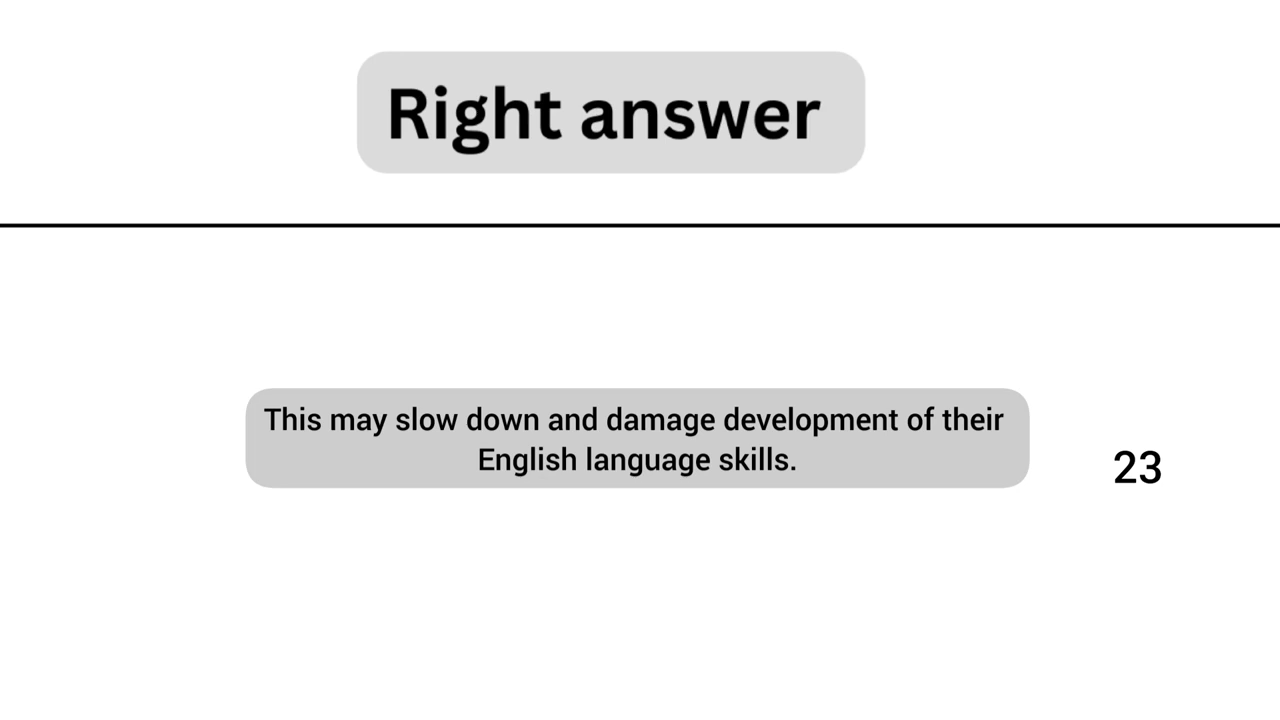 Right answer
This may slow down and damage development of their
English language skills.
23